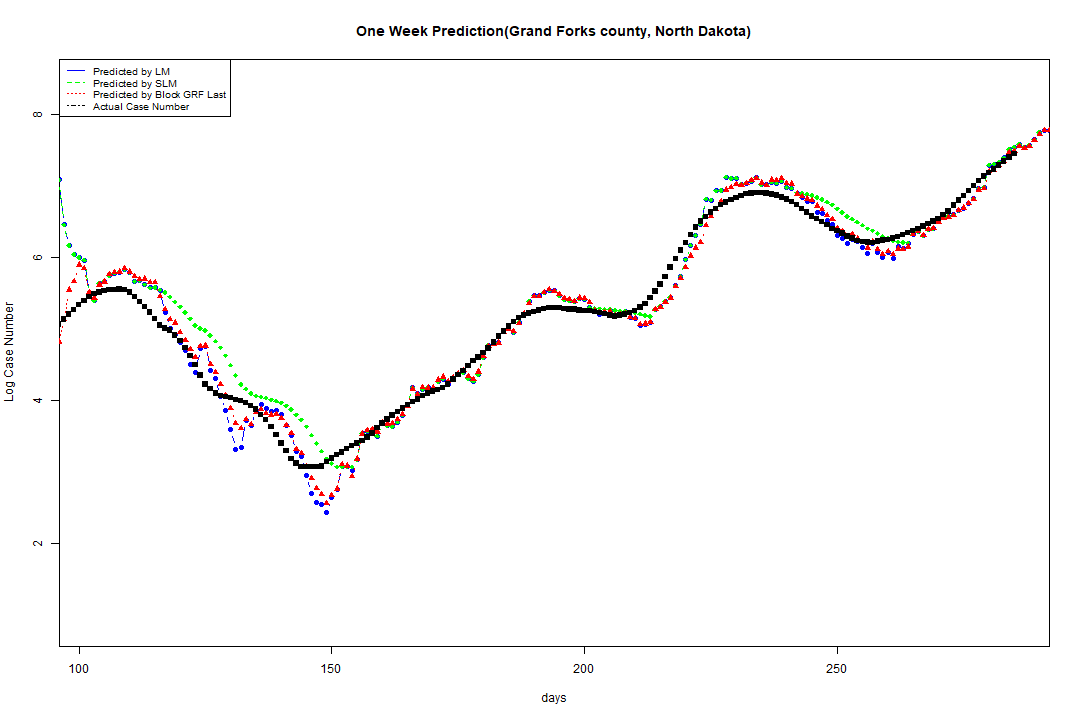 One Week Prediction(Grand Forks county, North Dakota)
Predicted by LM
Predicted by SLM
Predicted by Block GRF Last
Actual Case Number
8
6
4
2
Log Case Number
100 150 200 250
days